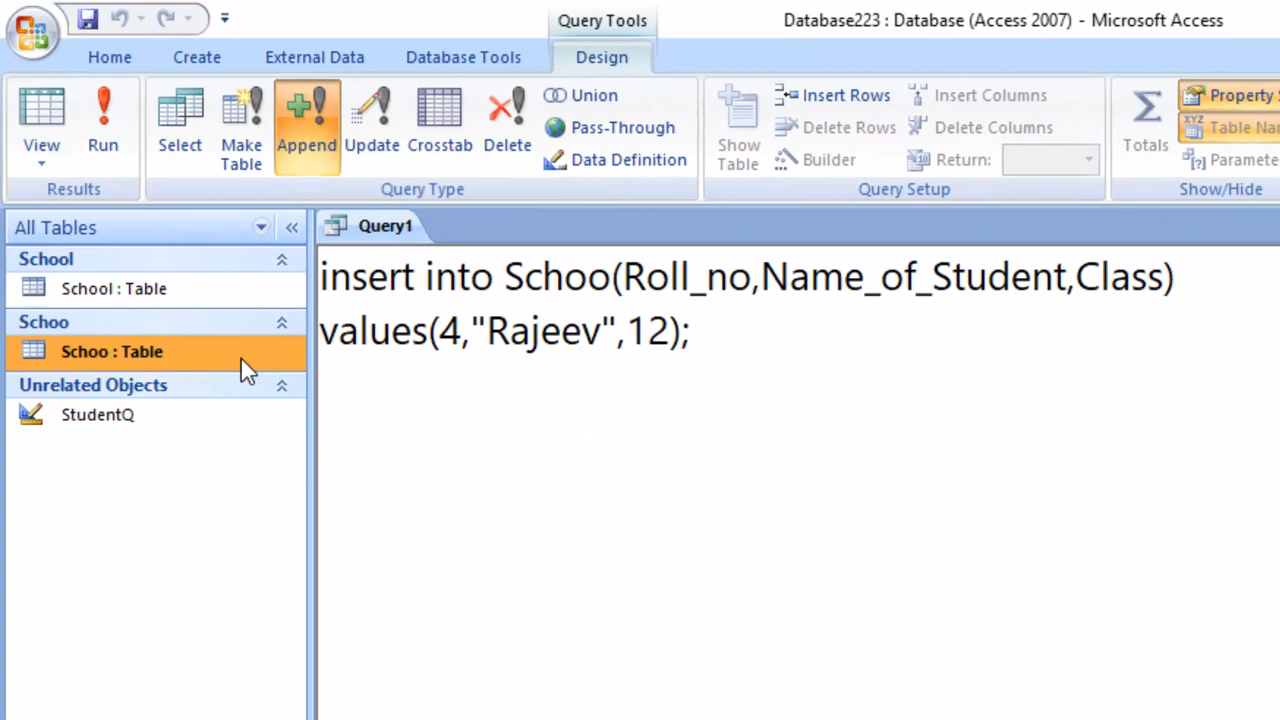 Query Tools
Database223 : Database (Access 2007) - Microsoft Access
Home Create External Data Database Tools Design
View Run Select Make Table Append Update Crosstab Delete
Union
Pass-Through
Data Definition
Show Table
Insert Rows
Delete Rows
Builder
Insert Columns
Delete Columns
Return:
Totals
Property
XYZ Table Na
Paramete
Results Query Type Query Setup Show/Hide
All Tables
School
School : Table
Schoo
Schoo : Table
Unrelated Objects
StudentQ
Query1
insert into Schoo(Roll_no,Name_of_Student,Class)
values(4,"Rajeev",12);